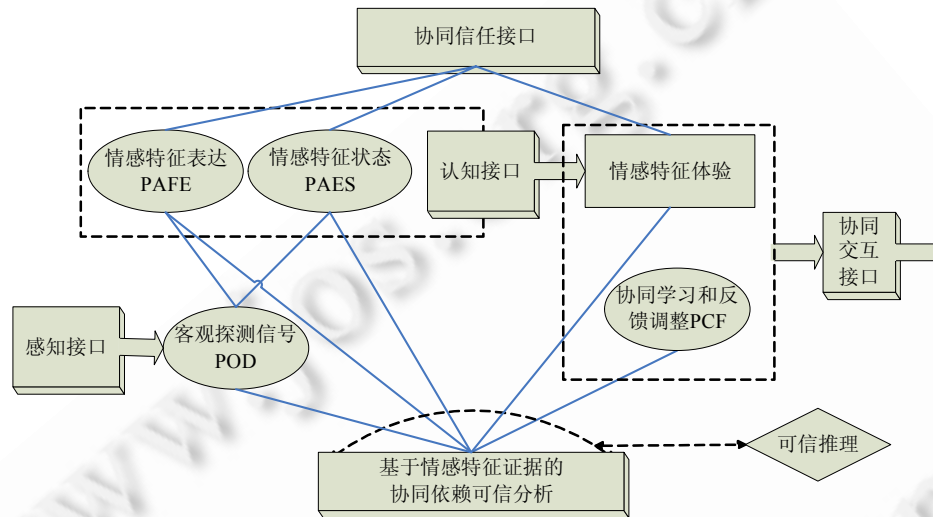 协同信任接口
情感特征表达
PAFE
情感特征状态
PAES
认知接口
情感特征体验
协同
交互
接口
感知接口
客观探测信号
POD
协同学习和反
馈调整PCF
基于情感特征证据的
协同依赖可信分析
可信推理